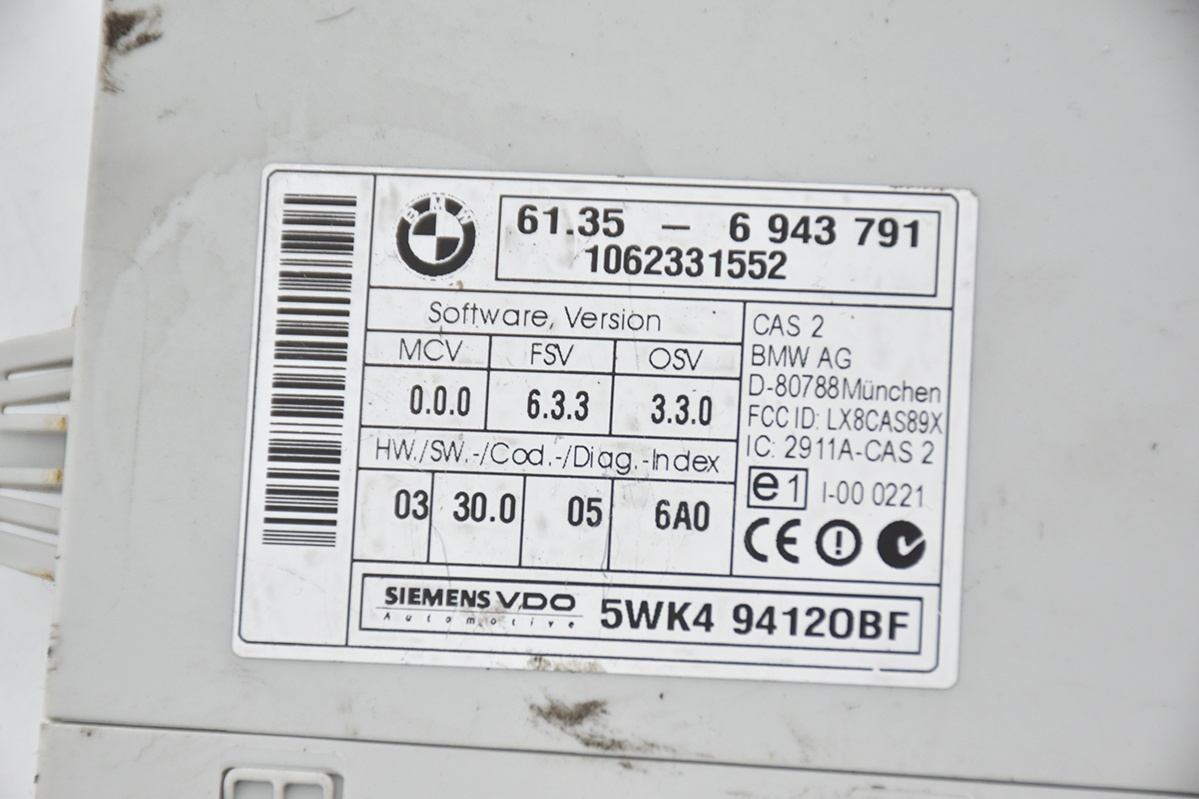 BMW
61.35 – 6 943 791
1062331552
Software, Version
MCV FSV OSV
0.0.0 6.3.3 3.3.0
HW./SW.-/Cod.-/Diag.-Index
03 30.0 05 6A0
CAS 2
BMW AG
D-80788München
FCC ID: LX8CAS89X
IC: 2911A-CAS 2
e1 I-00 0221
CE
SIEMENS VDO
Automotive
5WK4 94120BF